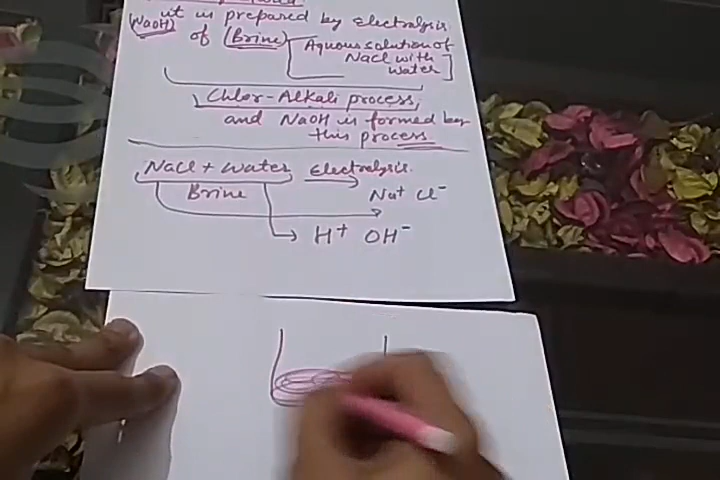 it is prepared by Electrolysis
(NaOH)
of (Brine) Aqueous solution of
NaCl with
water
Chlor-Alkali process,
and NaOH is formed by
this process
NaCl + Water Electrolysis
Brine
Na+ Cl-
H+ OH-